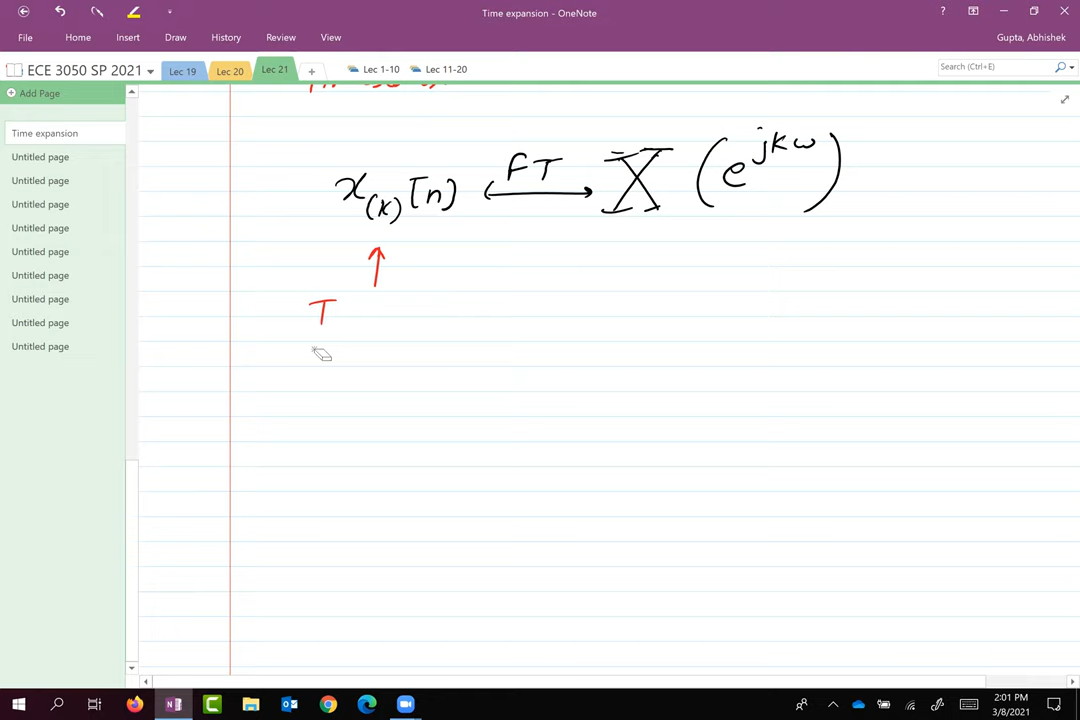 Time expansion - OneNote
File Home Insert Draw History Review View
Gupta, Abhishek
ECE 3050 SP 2021
Lec 19
Lec 20
Lec 21
Lec 1-10
Lec 11-20
Search (Ctrl+E)
Add Page
Time expansion
Untitled page
Untitled page
Untitled page
Untitled page
Untitled page
Untitled page
Untitled page
Untitled page
Untitled page
x_(k)[n] ⟷^FT X(e^{jkω})
T
2:01 PM
3/8/2021